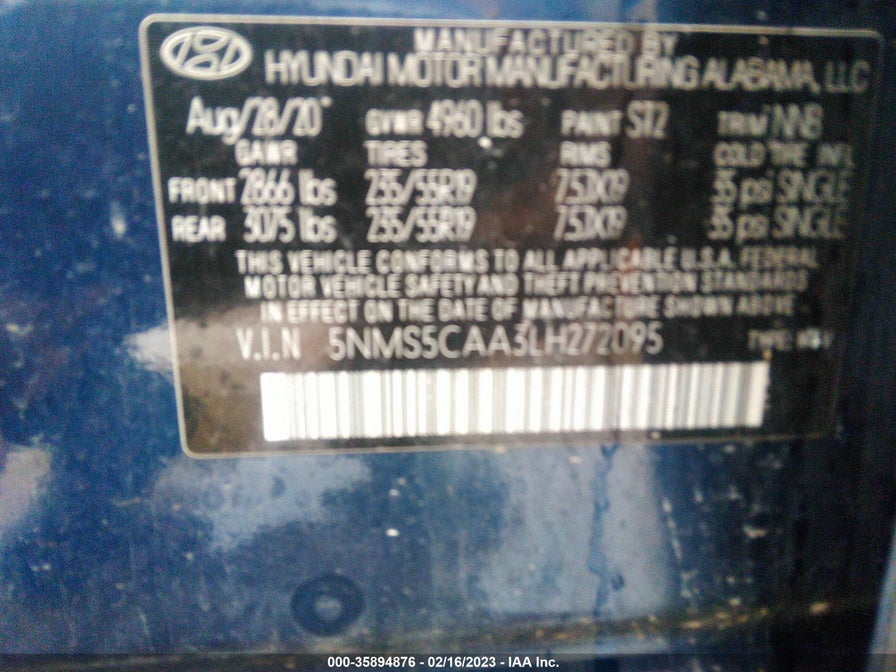 MANUFACTURED BY
HYUNDAI MOTOR MANUFACTURING ALABAMA, LLC
Aug/28/20 GVWR 4960 lbs PAINT ST2 TRIM NNB
GAWR TIRES RIMS COLD TIRE INFL
FRONT 2866 lbs 235/55R19 7.5JX19 35 psi SINGLE
REAR 3075 lbs 235/55R19 7.5JX19 35 psi SINGLE
THIS VEHICLE CONFORMS TO ALL APPLICABLE U.S.A. FEDERAL
MOTOR VEHICLE SAFETY AND THEFT PREVENTION STANDARDS
IN EFFECT ON THE DATE OF MANUFACTURE SHOWN ABOVE
V.I.N 5NMS5CAA3LH272095 TYPE:
000-35894876 - 02/16/2023 - IAA Inc.